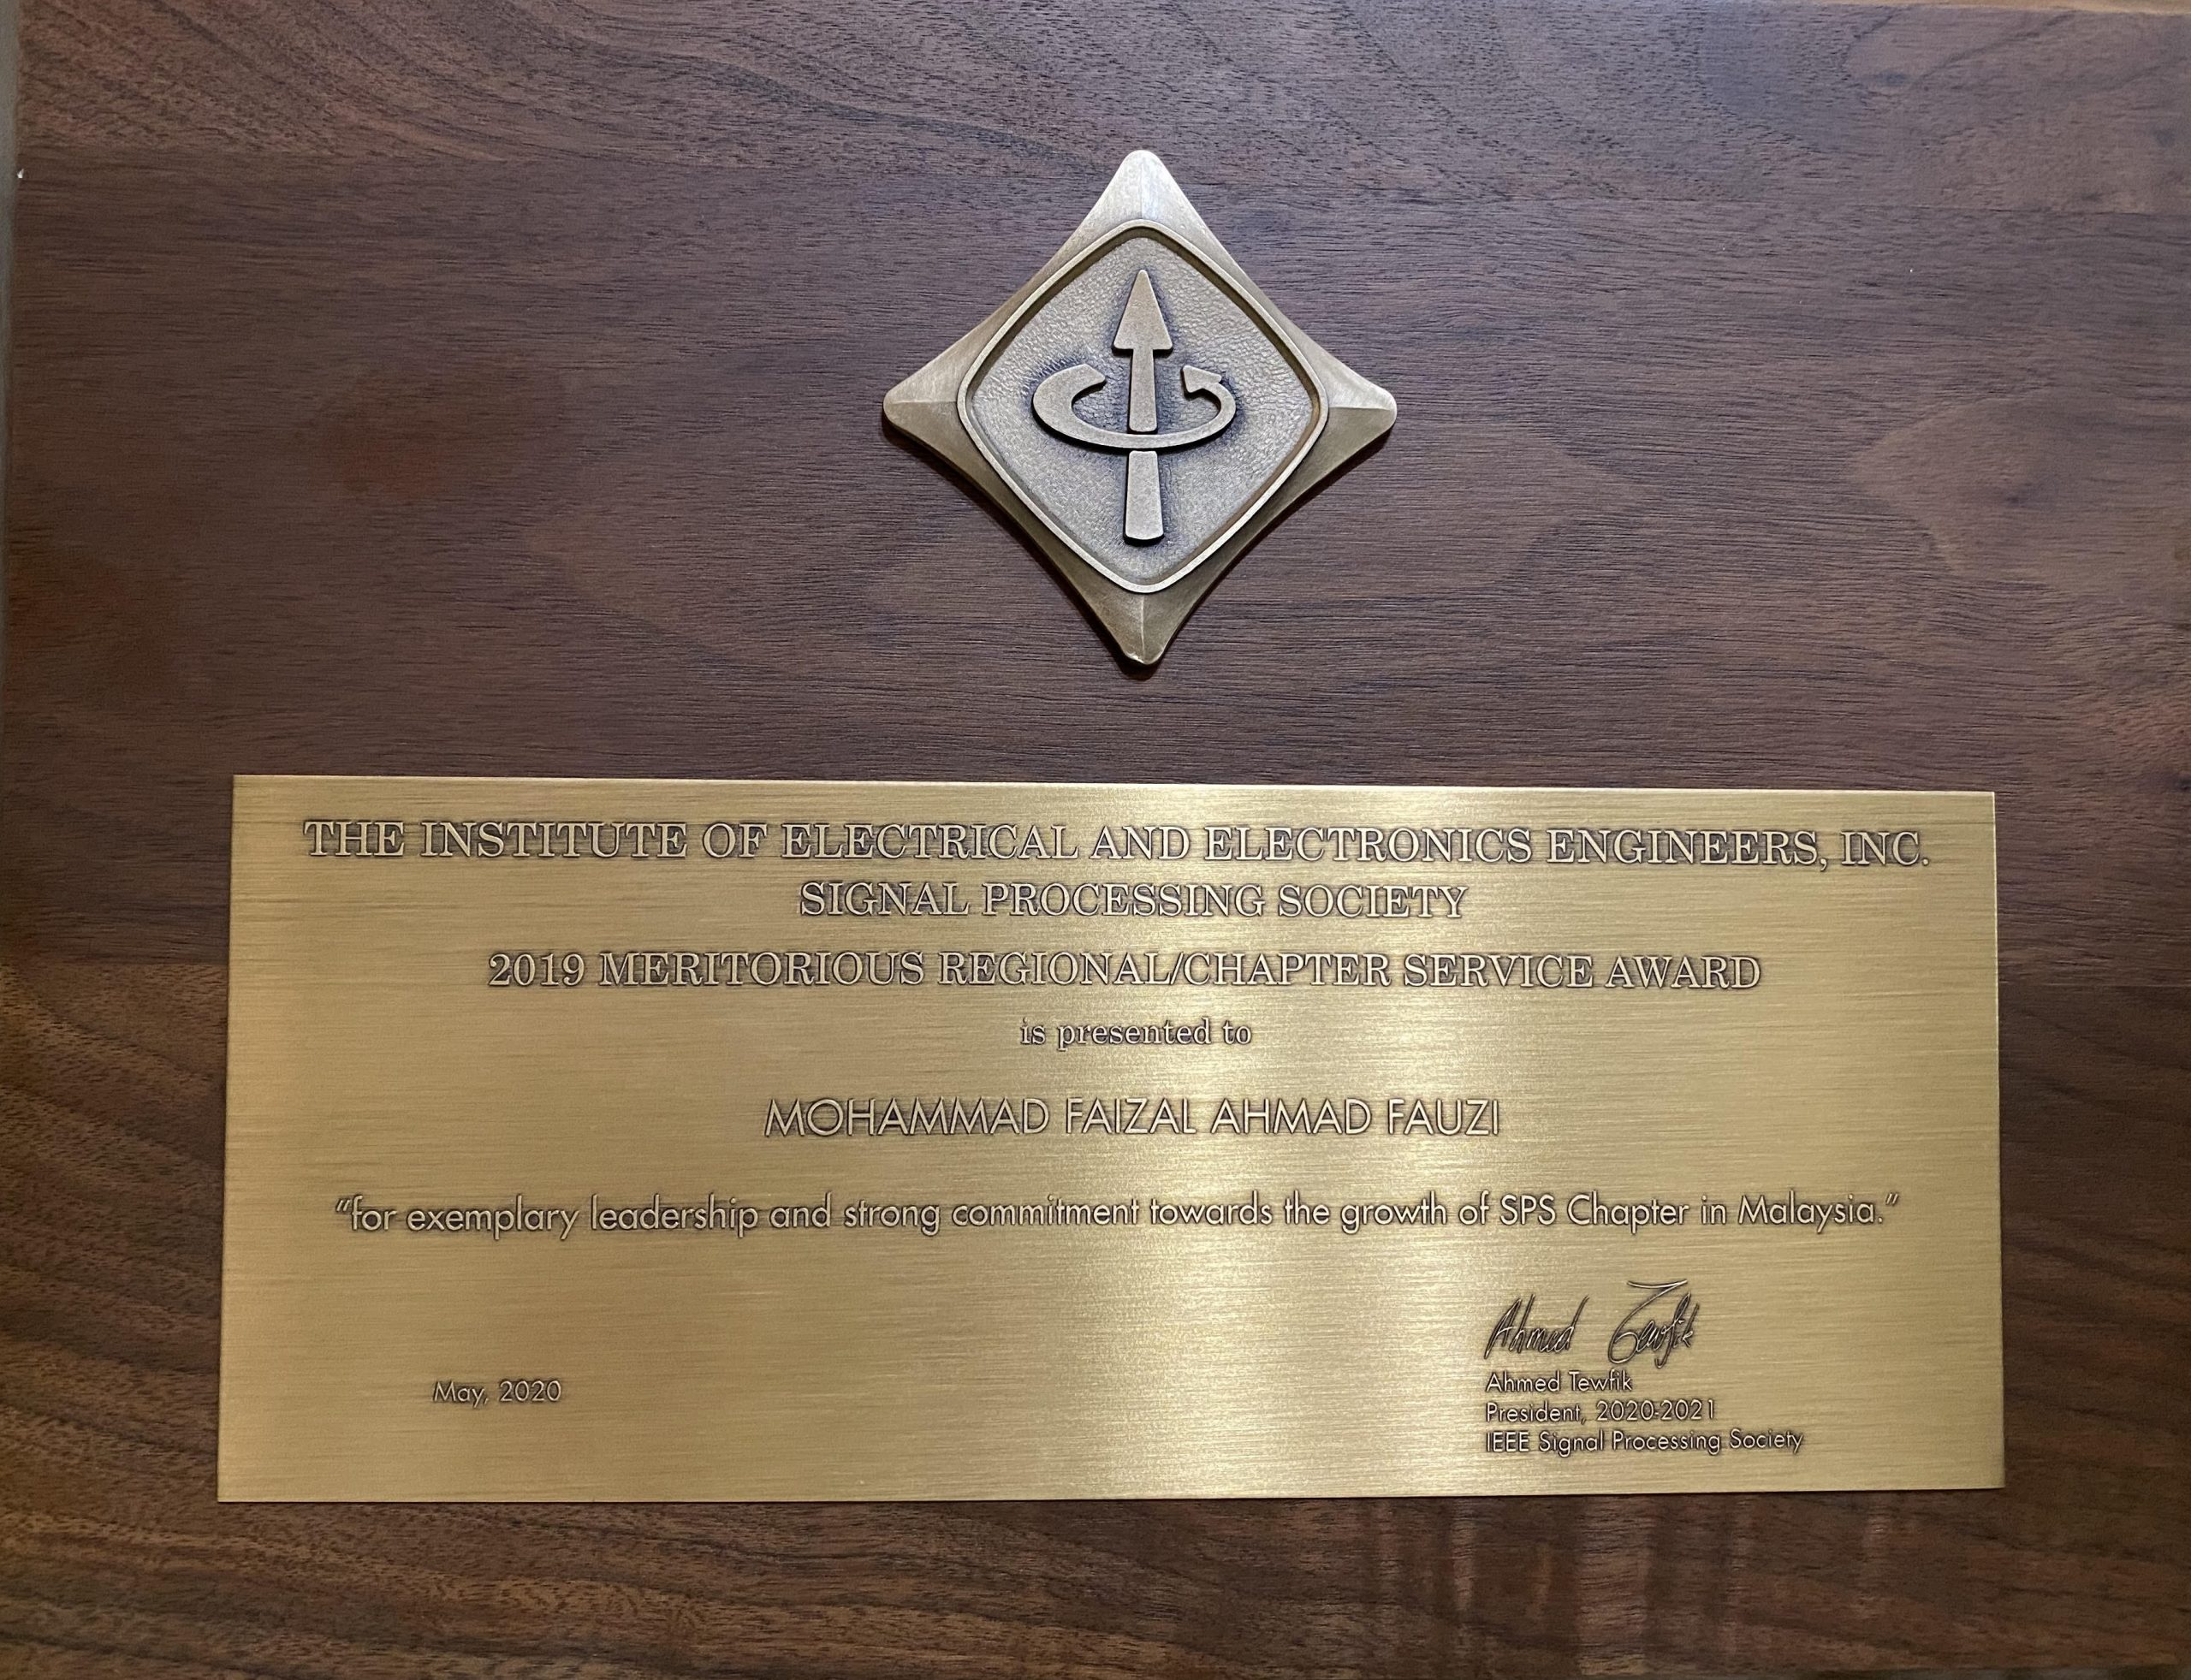 THE INSTITUTE OF ELECTRICAL AND ELECTRONICS ENGINEERS, INC.
SIGNAL PROCESSING SOCIETY
2019 MERITORIOUS REGIONAL/CHAPTER SERVICE AWARD
is presented to
MOHAMMAD FAIZAL AHMAD FAUZI
"for exemplary leadership and strong commitment towards the growth of SPS Chapter in Malaysia."
Ahmed Tewfik
May, 2020
Ahmed Tewfik
President, 2020-2021
IEEE Signal Processing Society